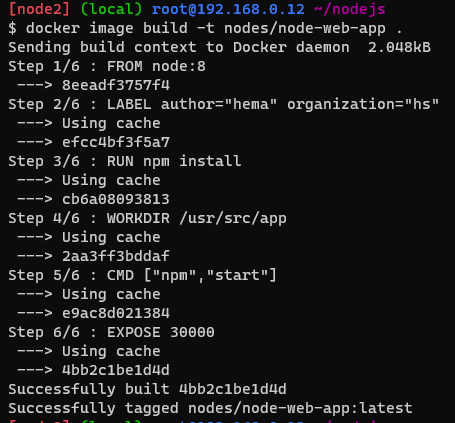 [node2] (local) root@192.168.0.12 ~/nodejs
$ docker image build -t nodes/node-web-app .
Sending build context to Docker daemon  2.048kB
Step 1/6 : FROM node:8
 ---> 8eeadf3757f4
Step 2/6 : LABEL author="hema" organization="hs"
 ---> Using cache
 ---> efcc4bf3f5a7
Step 3/6 : RUN npm install
 ---> Using cache
 ---> cb6a08093813
Step 4/6 : WORKDIR /usr/src/app
 ---> Using cache
 ---> 2aa3ff3bddaf
Step 5/6 : CMD ["npm","start"]
 ---> Using cache
 ---> e9ac8d021384
Step 6/6 : EXPOSE 30000
 ---> Using cache
 ---> 4bb2c1be1d4d
Successfully built 4bb2c1be1d4d
Successfully tagged nodes/node-web-app:latest